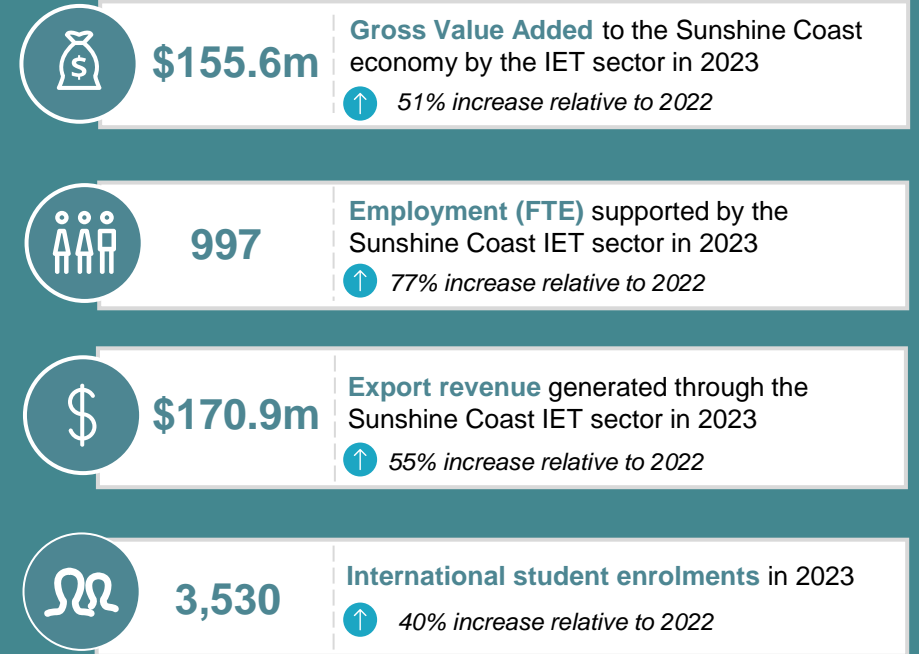 $
$155.6m
Gross Value Added to the Sunshine Coast
economy by the IET sector in 2023
51% increase relative to 2022
997
Employment (FTE) supported by the
Sunshine Coast IET sector in 2023
77% increase relative to 2022
$
$170.9m
Export revenue generated through the
Sunshine Coast IET sector in 2023
55% increase relative to 2022
3,530
International student enrolments in 2023
40% increase relative to 2022